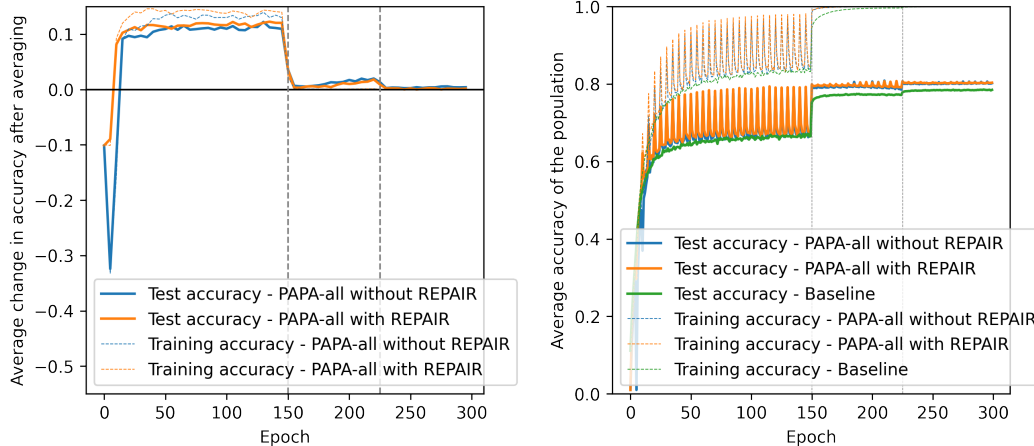 Average change in accuracy after averaging
0.1
0.0
−0.1
−0.2
−0.3
−0.4
−0.5
Test accuracy - PAPA-all without REPAIR
Test accuracy - PAPA-all with REPAIR
Training accuracy - PAPA-all without REPAIR
Training accuracy - PAPA-all with REPAIR
0 50 100 150 200 250 300
Epoch
Average accuracy of the population
1.0
0.8
0.6
0.4
0.2
0.0
Test accuracy - PAPA-all without REPAIR
Test accuracy - PAPA-all with REPAIR
Test accuracy - Baseline
Training accuracy - PAPA-all without REPAIR
Training accuracy - PAPA-all with REPAIR
Training accuracy - Baseline
0 50 100 150 200 250 300
Epoch